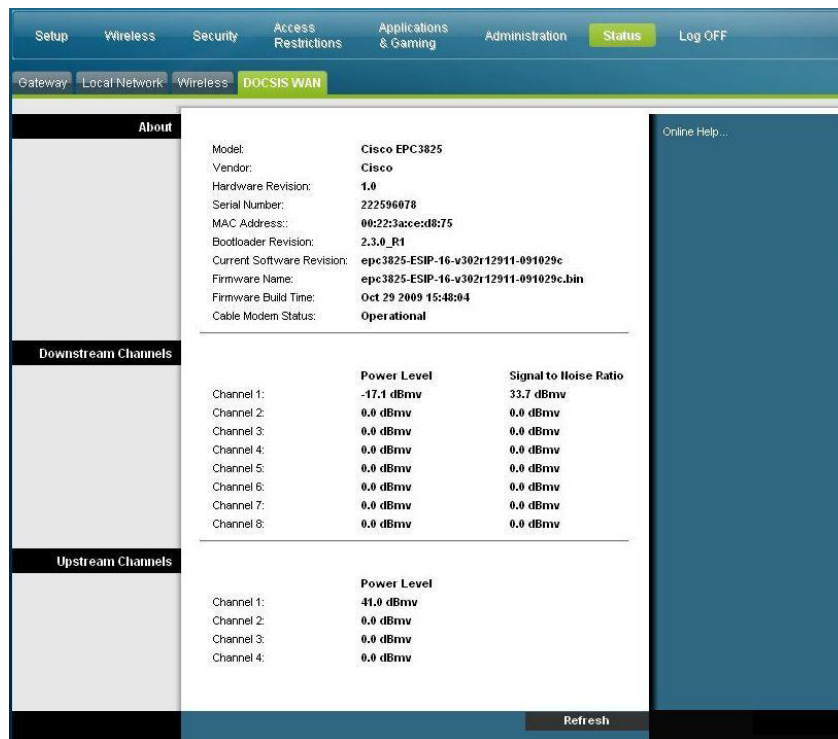 Setup Wireless Security Access Restrictions Applications & Gaming Administration Status Log OFF
Gateway Local Network Wireless DOCSIS WAN
About
Online Help...
Model: Cisco EPC3825
Vendor: Cisco
Hardware Revision: 1.0
Serial Number: 222596078
MAC Address:: 00:22:3a:ce:d8:75
Bootloader Revision: 2.3.0_R1
Current Software Revision: epc3825-ESIP-16-v302r12911-091029c
Firmware Name: epc3825-ESIP-16-v302r12911-091029c.bin
Firmware Build Time: Oct 29 2009 15:48:04
Cable Modem Status: Operational
Downstream Channels
Power Level Signal to Noise Ratio
Channel 1: -17.1 dBmv 33.7 dBmv
Channel 2: 0.0 dBmv 0.0 dBmv
Channel 3: 0.0 dBmv 0.0 dBmv
Channel 4: 0.0 dBmv 0.0 dBmv
Channel 5: 0.0 dBmv 0.0 dBmv
Channel 6: 0.0 dBmv 0.0 dBmv
Channel 7: 0.0 dBmv 0.0 dBmv
Channel 8: 0.0 dBmv 0.0 dBmv
Upstream Channels
Power Level
Channel 1: 41.0 dBmv
Channel 2: 0.0 dBmv
Channel 3: 0.0 dBmv
Channel 4: 0.0 dBmv
Refresh